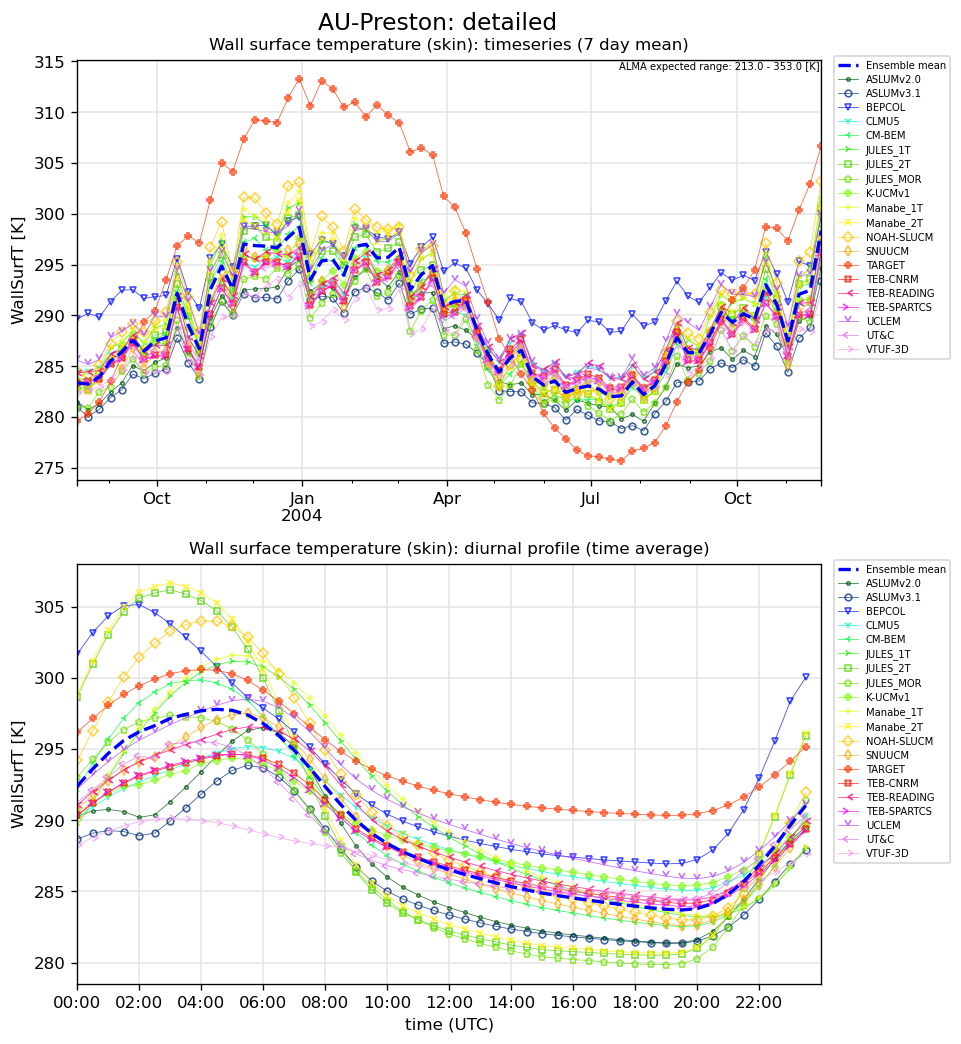 AU-Preston: detailed
Wall surface temperature (skin): timeseries (7 day mean)
ALMA expected range: 213.0 - 353.0 [K]
WallSurfT [K]
315
310
305
300
295
290
285
280
275
Oct
Jan
2004
Apr
Jul
Oct
Ensemble mean
ASLUMv2.0
ASLUMv3.1
BEPCOL
CLMU5
CM-BEM
JULES_1T
JULES_2T
JULES_MOR
K-UCMv1
Manabe_1T
Manabe_2T
NOAH-SLUCM
SNUUCM
TARGET
TEB-CNRM
TEB-READING
TEB-SPARTCS
UCLEM
UT&C
VTUF-3D
Wall surface temperature (skin): diurnal profile (time average)
WallSurfT [K]
305
300
295
290
285
280
00:00
02:00
04:00
06:00
08:00
10:00
12:00
14:00
16:00
18:00
20:00
22:00
time (UTC)
Ensemble mean
ASLUMv2.0
ASLUMv3.1
BEPCOL
CLMU5
CM-BEM
JULES_1T
JULES_2T
JULES_MOR
K-UCMv1
Manabe_1T
Manabe_2T
NOAH-SLUCM
SNUUCM
TARGET
TEB-CNRM
TEB-READING
TEB-SPARTCS
UCLEM
UT&C
VTUF-3D